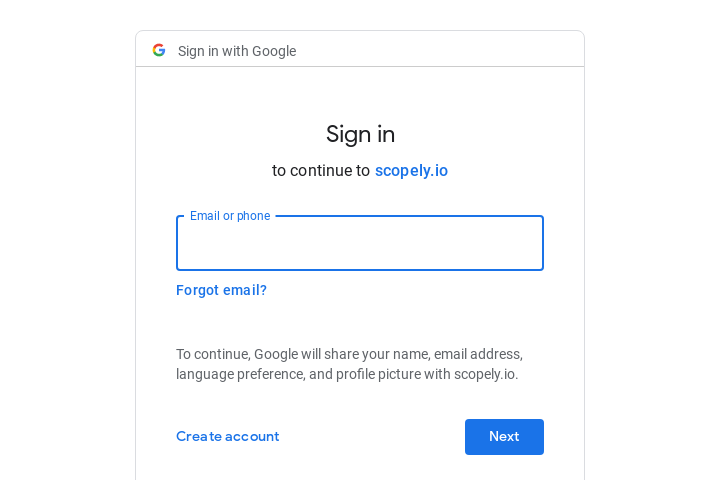 Sign in with Google
Sign in
to continue to scopely.io
Email or phone
Forgot email?
To continue, Google will share your name, email address,
language preference, and profile picture with scopely.io.
Create account
Next